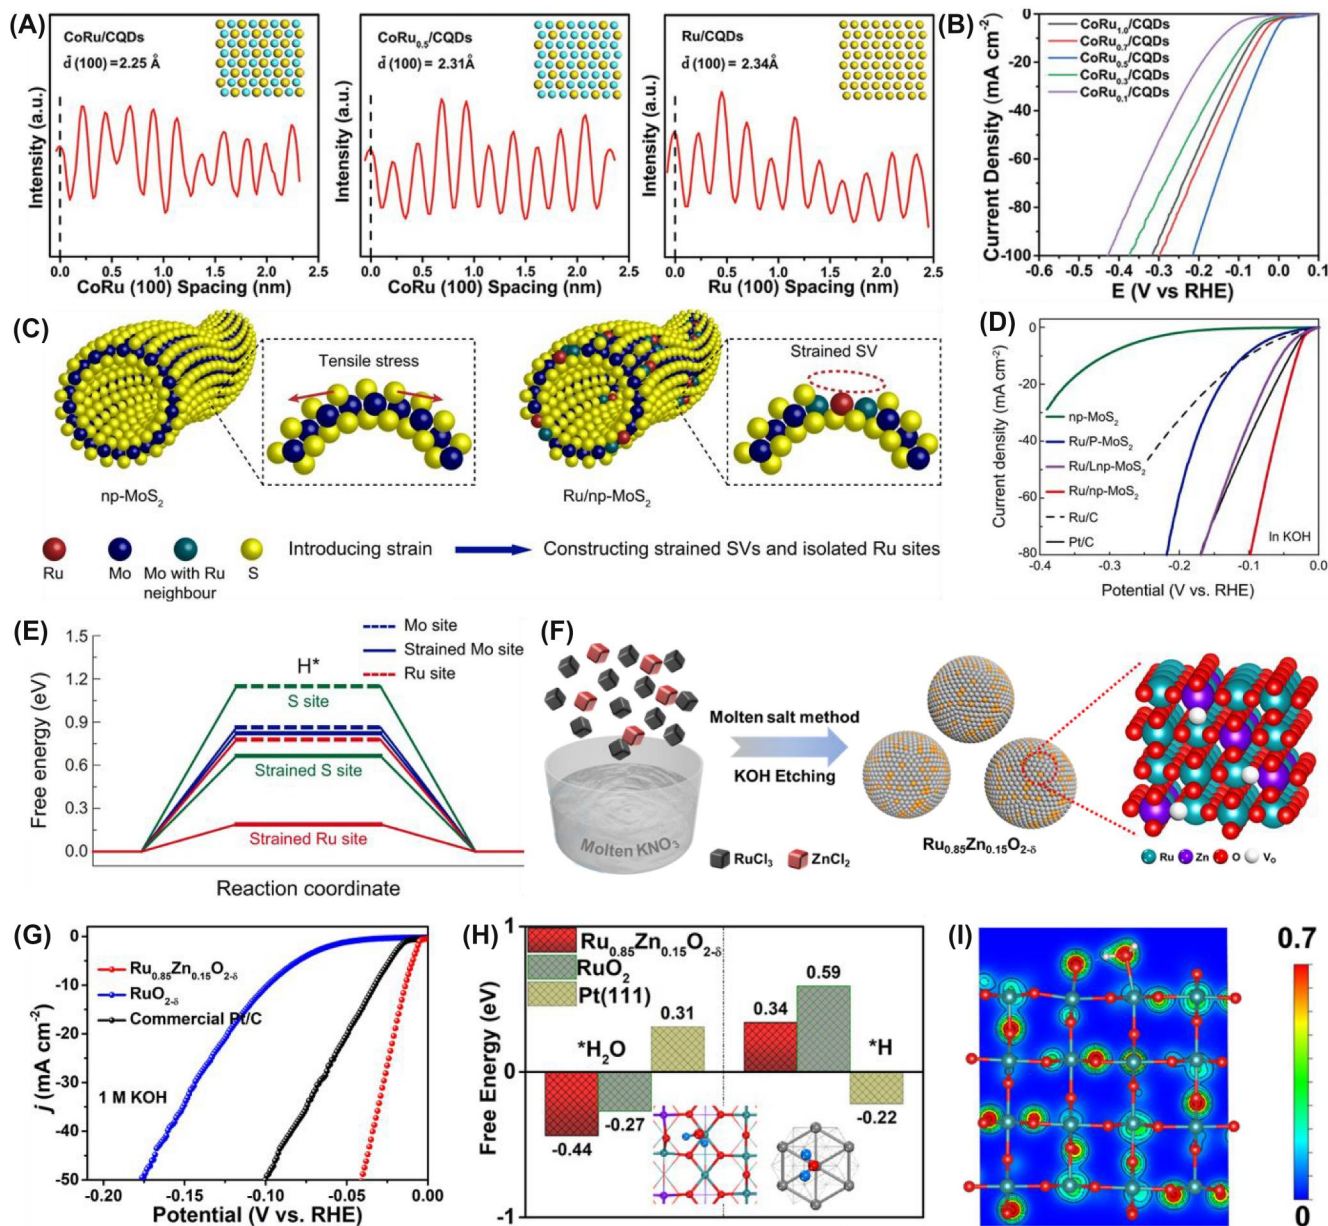 (A)
CoRu/CQDs
d̄ (100) = 2.25 Å
Intensity (a.u.)
0.0 0.5 1.0 1.5 2.0 2.5
CoRu (100) Spacing (nm)
CoRu₀.₅/CQDs
d̄ (100) = 2.31Å
Intensity (a.u.)
0.0 0.5 1.0 1.5 2.0 2.5
CoRu (100) Spacing (nm)
Ru/CQDs
d̄ (100) = 2.34Å
Intensity (a.u.)
0.0 0.5 1.0 1.5 2.0 2.5
Ru (100) Spacing (nm)
(B)
CoRu₁.₀/CQDs
CoRu₀.₇/CQDs
CoRu₀.₅/CQDs
CoRu₀.₃/CQDs
CoRu₀.₁/CQDs
Current Density (mA cm⁻²)
0
-20
-40
-60
-80
-100
-0.6 -0.5 -0.4 -0.3 -0.2 -0.1 0.0 0.1
E (V vs RHE)
(C)
Tensile stress
Strained SV
np-MoS₂
Ru/np-MoS₂
Introducing strain
Constructing strained SVs and isolated Ru sites
Ru
Mo
Mo with Ru
neighbour
S
(D)
Current density (mA cm⁻²)
0
-20
-40
-60
-80
np-MoS₂
Ru/P-MoS₂
Ru/Lnp-MoS₂
Ru/np-MoS₂
Ru/C
Pt/C
In KOH
-0.4 -0.3 -0.2 -0.1 0.0
Potential (V vs. RHE)
(E)
Free energy (eV)
1.5
1.2
0.9
0.6
0.3
0.0
H*
Mo site
Strained Mo site
Ru site
S site
Strained S site
Strained Ru site
Reaction coordinate
(F)
Molten salt method
KOH Etching
Molten KNO₃
RuCl₃
ZnCl₂
Ru₀.₈₅Zn₀.₁₅O₂₋δ
Ru Zn O V₀
(G)
j (mA cm⁻²)
0
-10
-20
-30
-40
-50
Ru₀.₈₅Zn₀.₁₅O₂₋δ
RuO₂₋δ
Commercial Pt/C
1 M KOH
-0.20 -0.15 -0.10 -0.05 0.00
Potential (V vs. RHE)
(H)
Free Energy (eV)
1
0
-1
Ru₀.₈₅Zn₀.₁₅O₂₋δ
RuO₂
Pt(111)
0.31
0.34
0.59
*H₂O
*H
-0.44
-0.27
-0.22
(I)
0.7
0